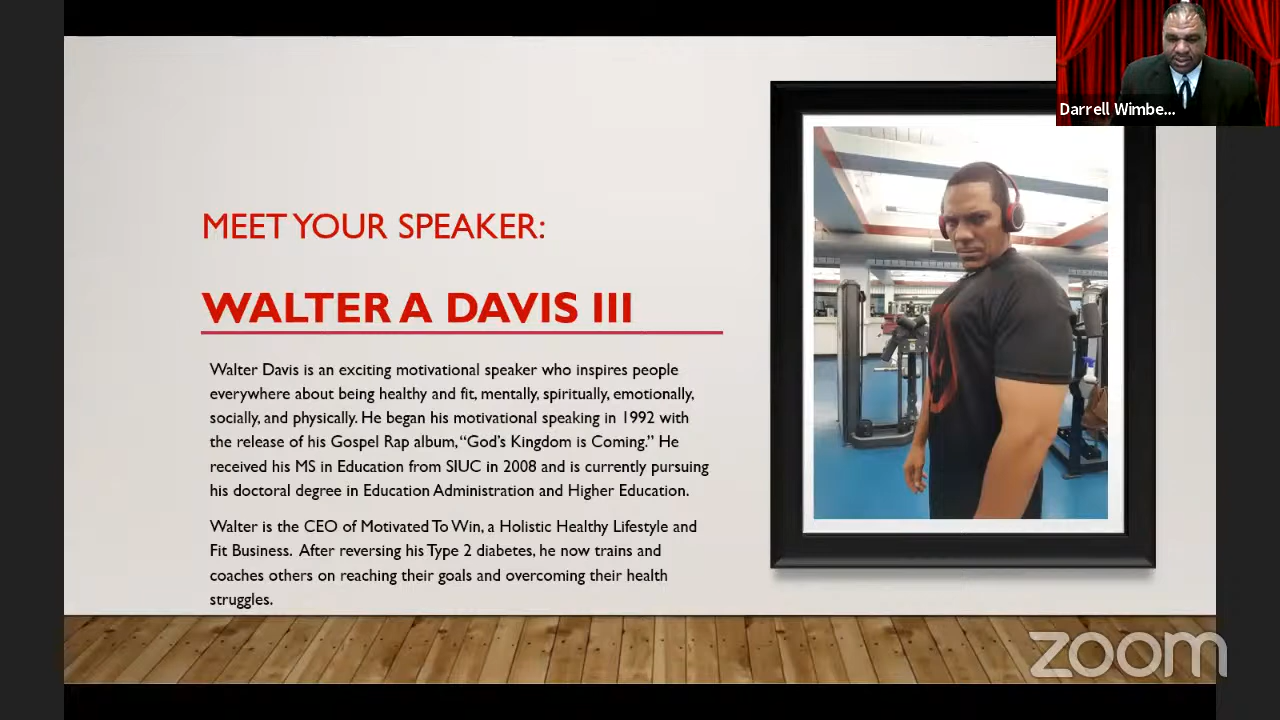 Darrell Wimbe...
MEET YOUR SPEAKER:
WALTER A DAVIS III
Walter Davis is an exciting motivational speaker who inspires people
everywhere about being healthy and fit, mentally, spiritually, emotionally,
socially, and physically. He began his motivational speaking in 1992 with
the release of his Gospel Rap album, “God’s Kingdom is Coming.” He
received his MS in Education from SIUC in 2008 and is currently pursuing
his doctoral degree in Education Administration and Higher Education.
Walter is the CEO of Motivated To Win, a Holistic Healthy Lifestyle and
Fit Business. After reversing his Type 2 diabetes, he now trains and
coaches others on reaching their goals and overcoming their health
struggles.
zoom